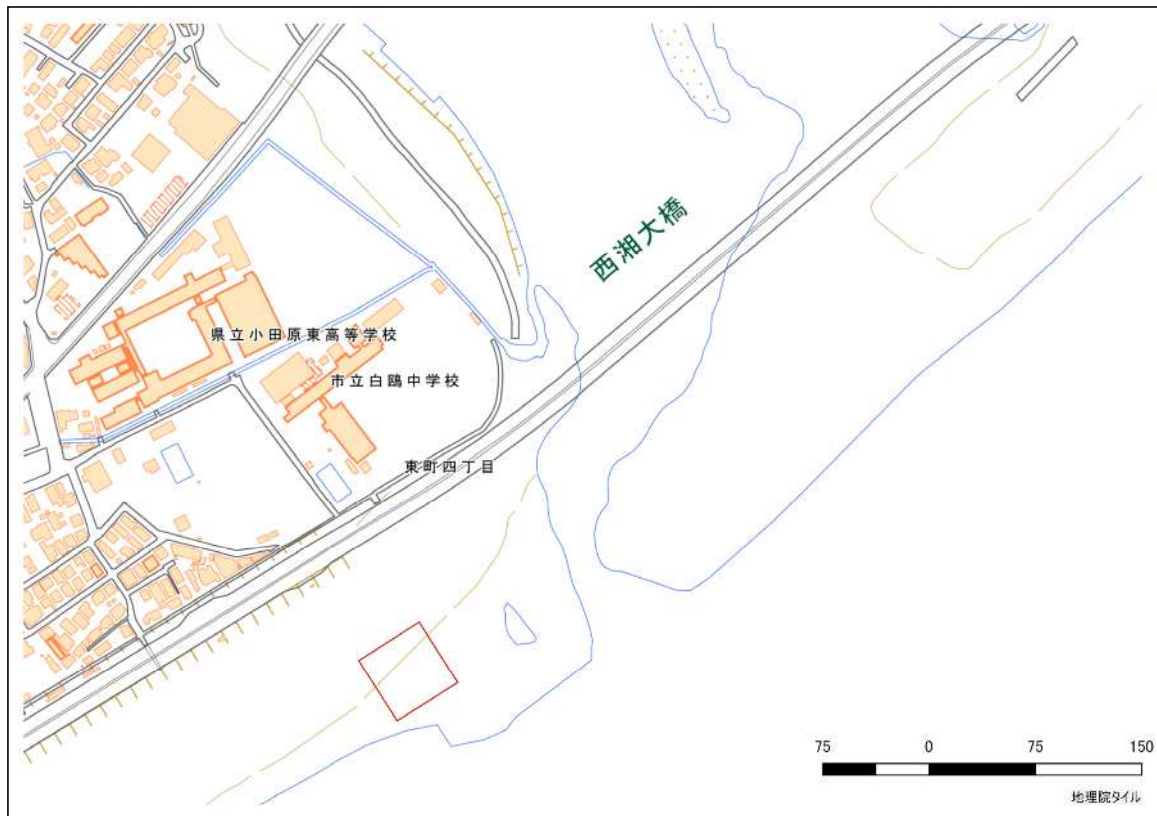 西湘大橋
県立小田原東高等学校
市立白鴎中学校
東町四丁目
75 0 75 150
地理院タイル